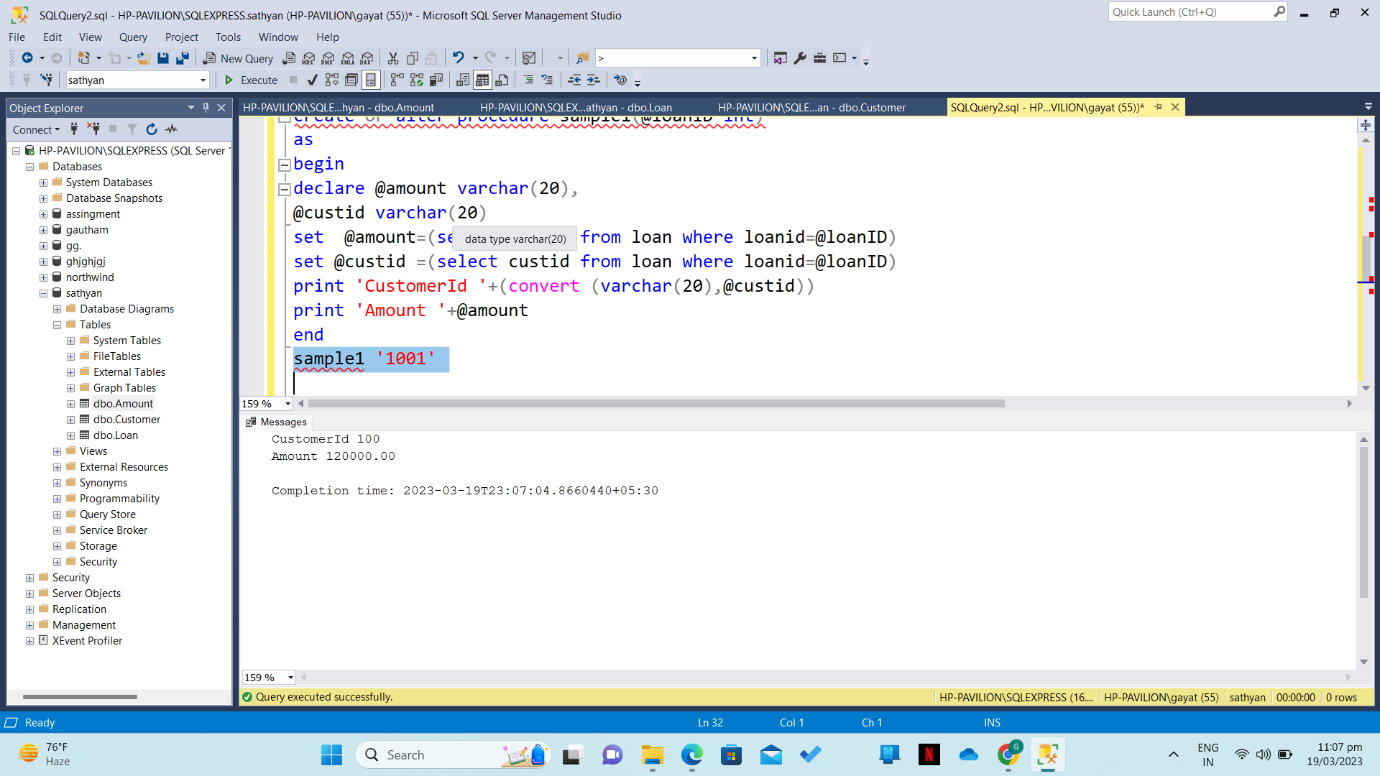 SQLQuery2.sql - HP-PAVILION\SQLEXPRESS.sathyan (HP-PAVILION\gayat (55))* - Microsoft SQL Server Management Studio
Quick Launch (Ctrl+Q)
File Edit View Query Project Tools Window Help
New Query
>
sathyan
Execute
Object Explorer
Connect
HP-PAVILION\SQLEXPRESS (SQL Server
Databases
System Databases
Database Snapshots
assingment
gautham
gg.
ghjghjgj
northwind
sathyan
Database Diagrams
Tables
System Tables
FileTables
External Tables
Graph Tables
dbo.Amount
dbo.Customer
dbo.Loan
Views
External Resources
Synonyms
Programmability
Query Store
Service Broker
Storage
Security
Security
Server Objects
Replication
Management
XEvent Profiler
HP-PAVILION\SQLE...hyan - dbo.Amount
HP-PAVILION\SQLEX...athyan - dbo.Loan
HP-PAVILION\SQLE...an - dbo.Customer
SQLQuery2.sql - HP...VILION\gayat (55))*
create or alter procedure sample1(@loanID int)
as
begin
declare @amount varchar(20),
@custid varchar(20)
set @amount=(se from loan where loanid=@loanID)
data type varchar(20)
set @custid =(select custid from loan where loanid=@loanID)
print 'CustomerId '+(convert (varchar(20),@custid))
print 'Amount '+@amount
end
sample1 '1001'
159 %
Messages
CustomerId 100
Amount 120000.00
Completion time: 2023-03-19T23:07:04.8660440+05:30
159 %
Query executed successfully.
HP-PAVILION\SQLEXPRESS (16.... HP-PAVILION\gayat (55) sathyan 00:00:00 0 rows
Ready
Ln 32 Col 1 Ch 1 INS
76°F
Haze
Search
G
N
ENG
IN
11:07 pm
19/03/2023